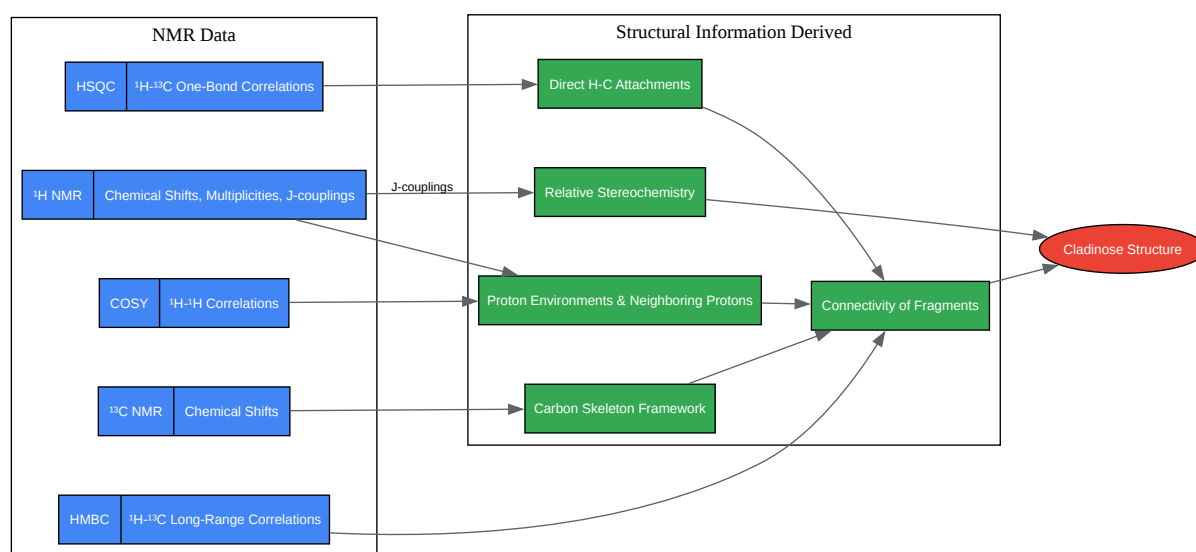 NMR Data
HSQC
¹H-¹³C One-Bond Correlations
¹H NMR
Chemical Shifts, Multiplicities, J-couplings
COSY
¹H-¹H Correlations
¹³C NMR
Chemical Shifts
HMBC
¹H-¹³C Long-Range Correlations
J-couplings
Structural Information Derived
Direct H-C Attachments
Relative Stereochemistry
Proton Environments & Neighboring Protons
Carbon Skeleton Framework
Connectivity of Fragments
Cladinose Structure